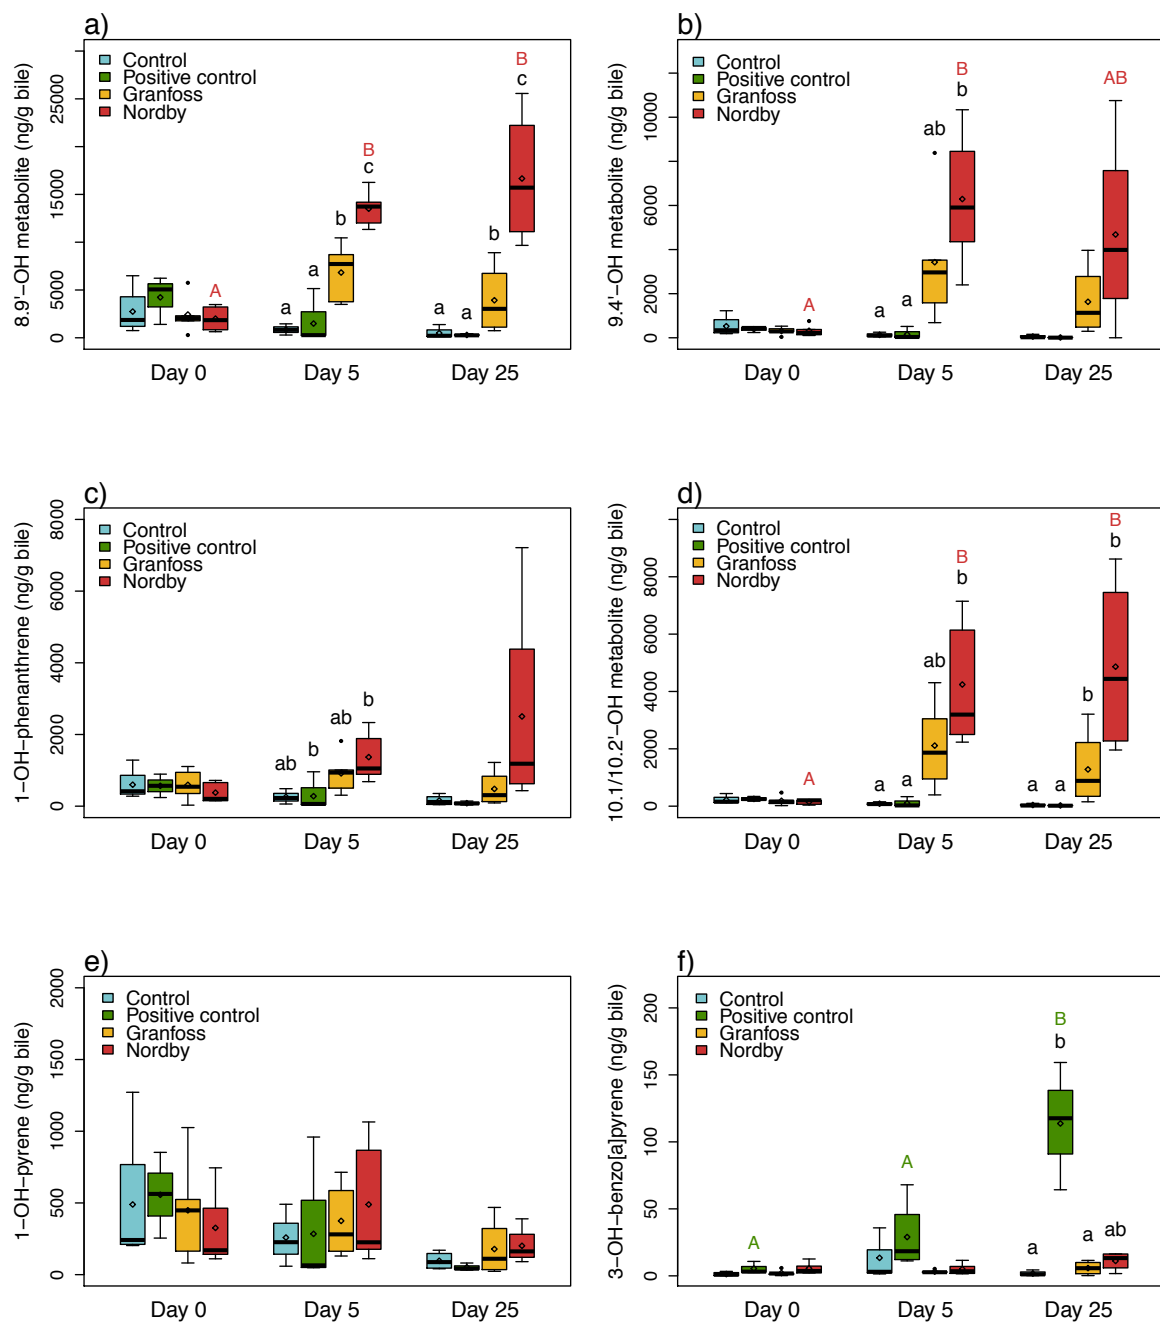 a)
8.9'−OH metabolite (ng/g bile)
25000
15000
5000
0
Control
Positive control
Granfoss
Nordby
A
a
a
b
B
c
a
a
b
B
c
Day 0
Day 5
Day 25
b)
9.4'−OH metabolite (ng/g bile)
10000
6000
2000
0
Control
Positive control
Granfoss
Nordby
A
a
a
ab
B
b
AB
Day 0
Day 5
Day 25
c)
1−OH−phenanthrene (ng/g bile)
8000
6000
4000
2000
0
Control
Positive control
Granfoss
Nordby
ab
b
ab
b
Day 0
Day 5
Day 25
d)
10.1/10.2'−OH metabolite (ng/g bile)
8000
6000
4000
2000
0
Control
Positive control
Granfoss
Nordby
A
a
a
ab
B
b
a
a
b
B
b
Day 0
Day 5
Day 25
e)
1−OH−pyrene (ng/g bile)
2000
1500
1000
500
0
Control
Positive control
Granfoss
Nordby
Day 0
Day 5
Day 25
f)
3−OH−benzo[a]pyrene (ng/g bile)
200
150
100
50
0
Control
Positive control
Granfoss
Nordby
A
A
a
B
b
a
ab
Day 0
Day 5
Day 25